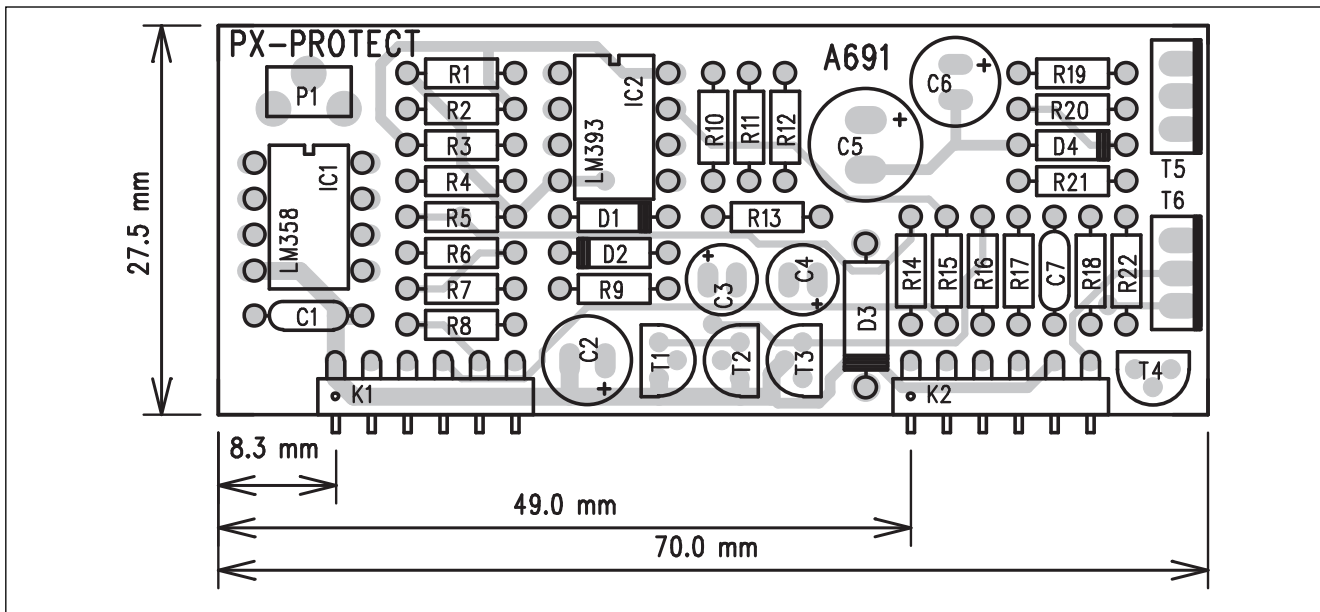 PX-PROTECT
A691
P1
R1
R2
R3
R4
R5
R6
R7
R8
IC1
LM358
C1
K1
IC2
LM393
D1
D2
R9
C2
R10
R11
R12
R13
C3
C4
T1
T2
T3
C5
C6
D3
R19
R20
D4
R21
T5
T6
R14
R15
R16
R17
C7
R18
R22
K2
T4
27.5 mm
8.3 mm
49.0 mm
70.0 mm